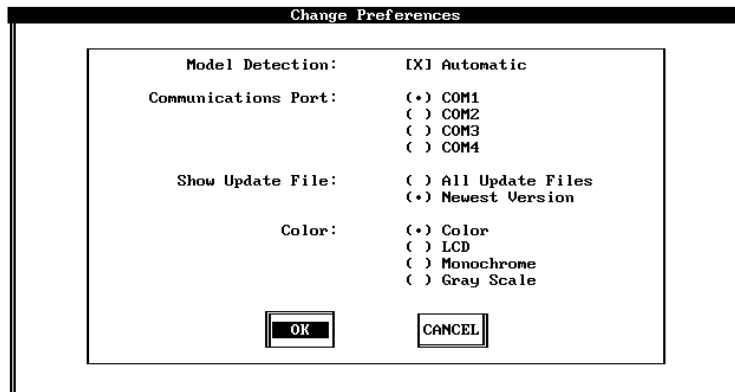 Change Preferences
Model Detection: [X] Automatic
Communications Port: (•) COM1
( ) COM2
( ) COM3
( ) COM4
Show Update File: ( ) All Update Files
(•) Newest Version
Color: (•) Color
( ) LCD
( ) Monochrome
( ) Gray Scale
OK CANCEL